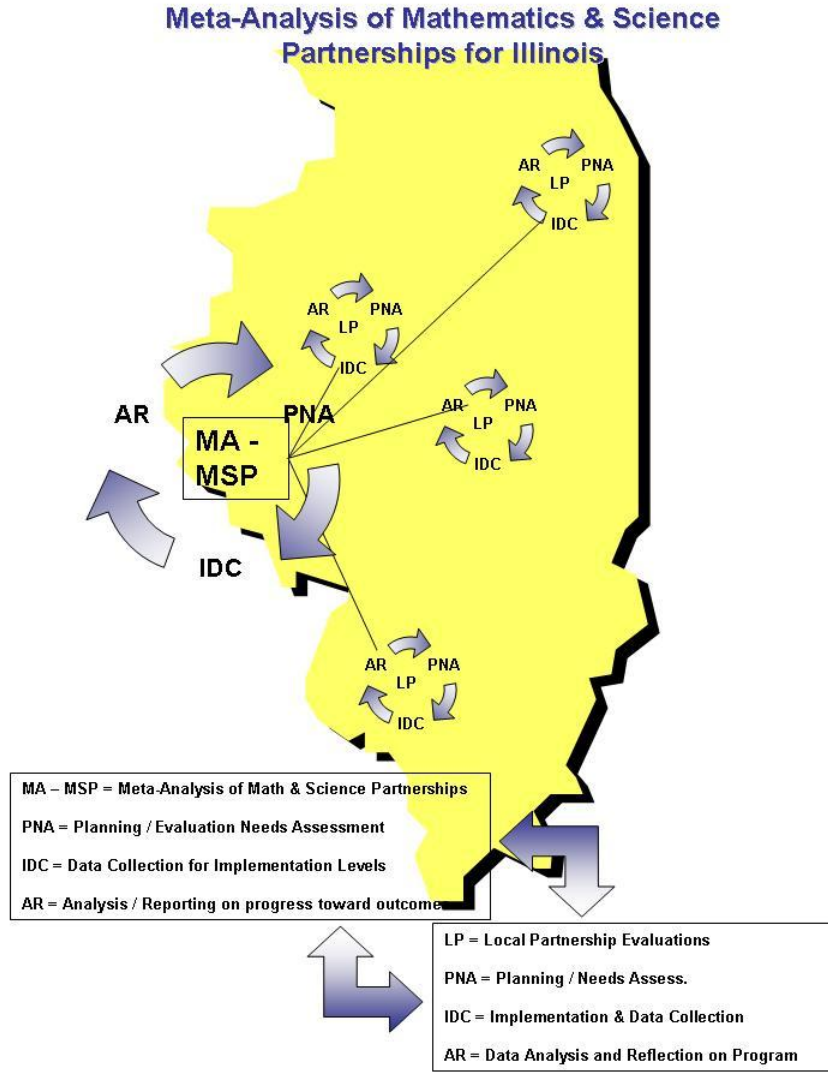 Meta-Analysis of Mathematics & Science
Partnerships for Illinois
AR PNA
LP
IDC
AR PNA
LP
IDC
AR PNA
LP
IDC
AR PNA
MA -
MSP
IDC
AR PNA
LP
IDC
MA – MSP = Meta-Analysis of Math & Science Partnerships
PNA = Planning / Evaluation Needs Assessment
IDC = Data Collection for Implementation Levels
AR = Analysis / Reporting on progress toward outcome
LP = Local Partnership Evaluations
PNA = Planning / Needs Assess.
IDC = Implementation & Data Collection
AR = Data Analysis and Reflection on Program